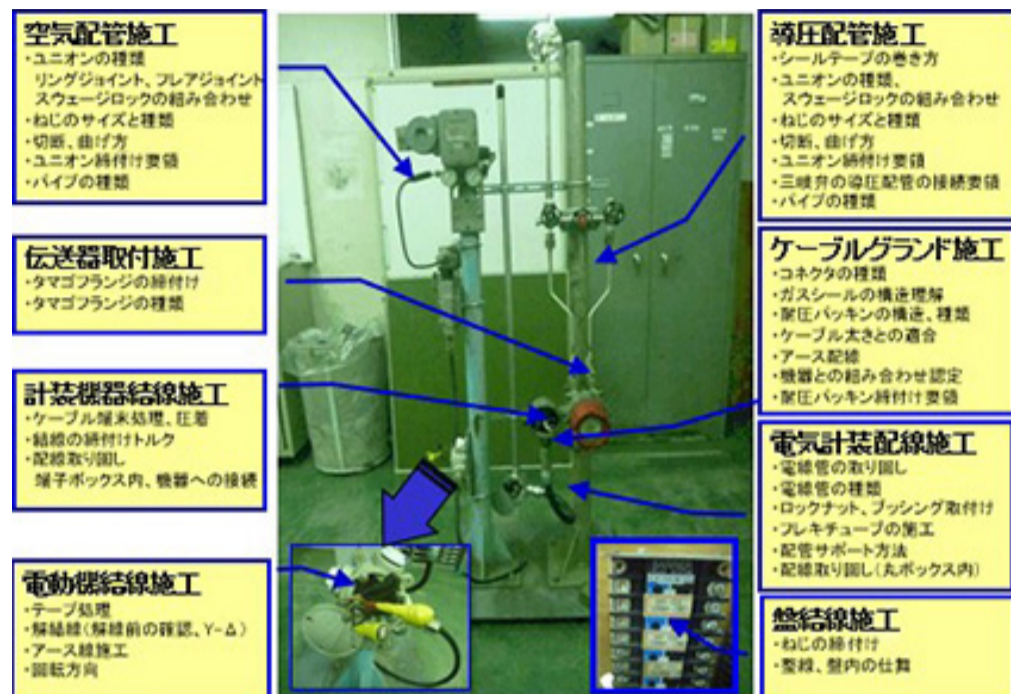 空気配管施工
・ユニオンの種類
リングジョイント、フレアジョイント
スウェージロックの組み合わせ
・ねじのサイズと種類
・切断、曲げ方
・ユニオン締付け要領
・パイプの種類
伝送器取付施工
・タマゴフランジの締付け
・タマゴフランジの種類
計装機器結線施工
・ケーブル端末処理、圧着
・結線の締付けトルク
・配線取り回し
端子ボックス内、機器への接続
電動機結線施工
・テープ処理
・解結線(解線前の確認、Y-Δ)
・アース線施工
・回転方向
導圧配管施工
・シールテープの巻き方
・ユニオンの種類、
スウェージロックの組み合わせ
・ねじのサイズと種類
・切断、曲げ方
・ユニオン締付け要領
・三岐弁の導圧配管の接続要領
・パイプの種類
ケーブルグランド施工
・コネクタの種類
・ガスシールの構造理解
・耐圧パッキンの構造、種類
・ケーブル太さとの適合
・アース配線
・機器との組み合わせ認定
・耐圧パッキン締付け要領
電気計装配線施工
・電線管の取り回し
・電線管の種類
・ロックナット、ブッシング取付け
・フレキチューブの施工
・配管サポート方法
・配線取り回し(丸ボックス内)
盤結線施工
・ねじの締付け
・整線、盤内の仕舞